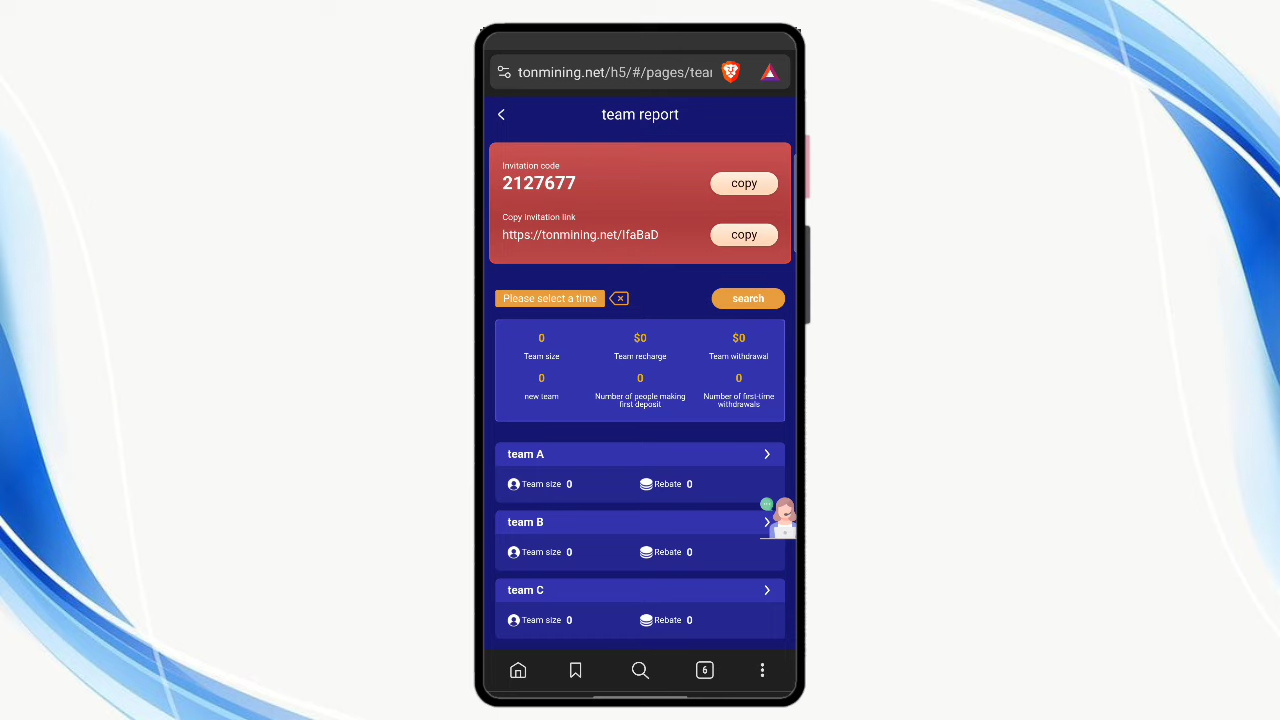 tonmining.net/h5/#/pages/tear
team report
Invitation code
2127677
copy
Copy invitation link
https://tonmining.net/IfaBaD
copy
Please select a time
search
0
$0
$0
Team size
Team recharge
Team withdrawal
0
0
0
new team
Number of people making
first deposit
Number of first-time
withdrawals
team A
Team size 0
Rebate 0
team B
Team size 0
Rebate 0
team C
Team size 0
Rebate 0
6